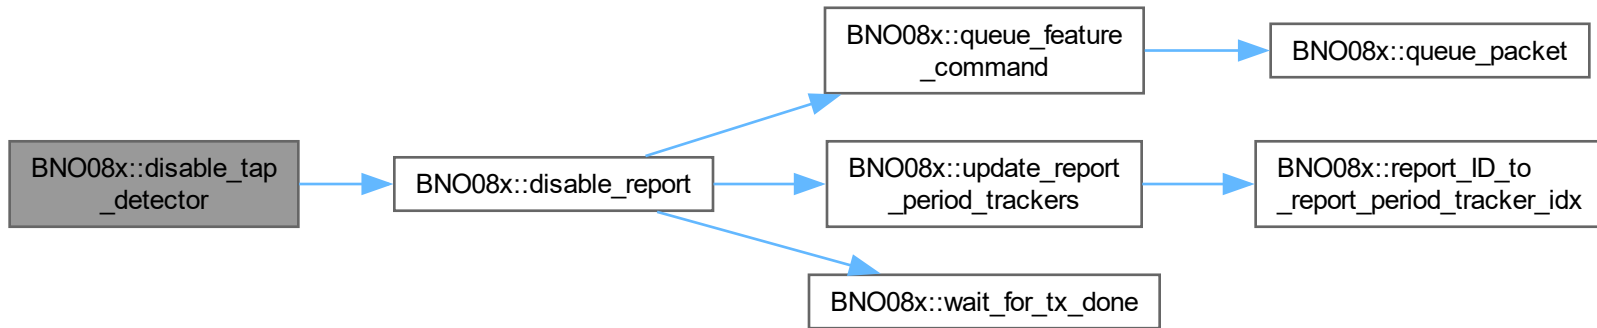 BNO08x::disable_tap
_detector
BNO08x::disable_report
BNO08x::queue_feature
_command
BNO08x::queue_packet
BNO08x::update_report
_period_trackers
BNO08x::report_ID_to
_report_period_tracker_idx
BNO08x::wait_for_tx_done